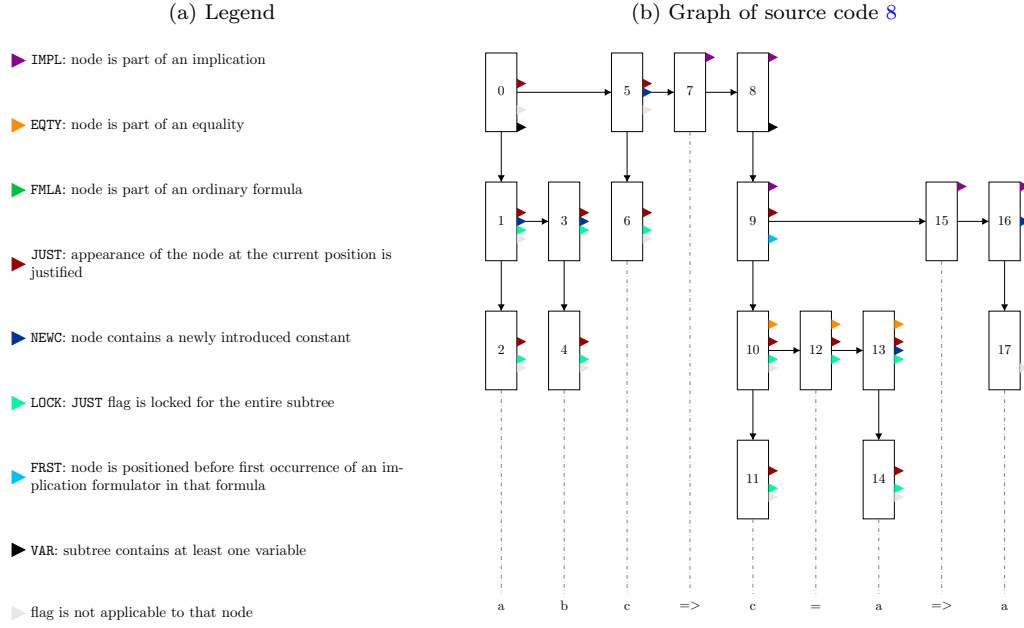 (a) Legend
IMPL: node is part of an implication
EQTY: node is part of an equality
FMLA: node is part of an ordinary formula
JUST: appearance of the node at the current position is
justified
NEWC: node contains a newly introduced constant
LOCK: JUST flag is locked for the entire subtree
FRST: node is positioned before first occurrence of an im-
plication formulator in that formula
VAR: subtree contains at least one variable
flag is not applicable to that node
(b) Graph of source code 8
0 5 7 8
1 3 6 9 15 16
2 4 10 12 13 17
11 14
a b c => c = a => a